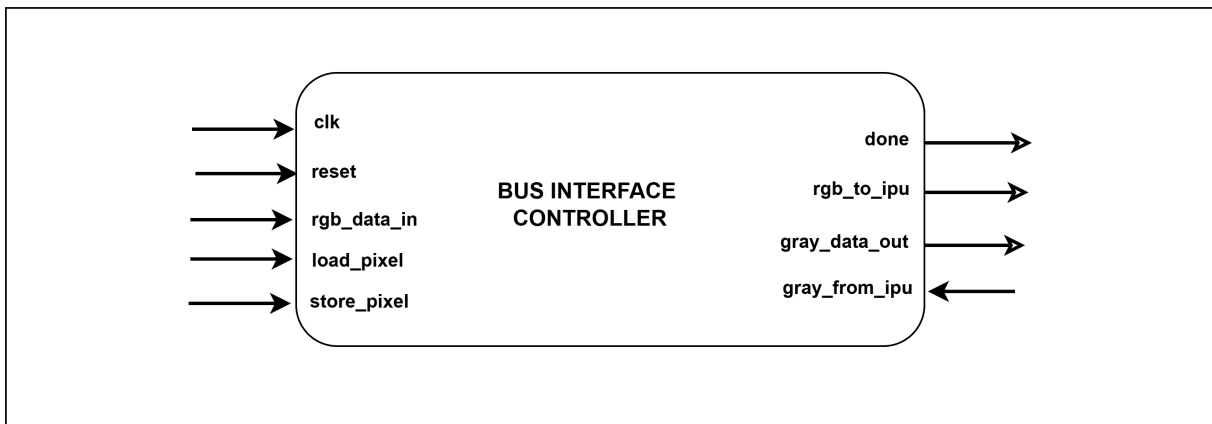 clk
reset
rgb_data_in
load_pixel
store_pixel
BUS INTERFACE
CONTROLLER
done
rgb_to_ipu
gray_data_out
gray_from_ipu